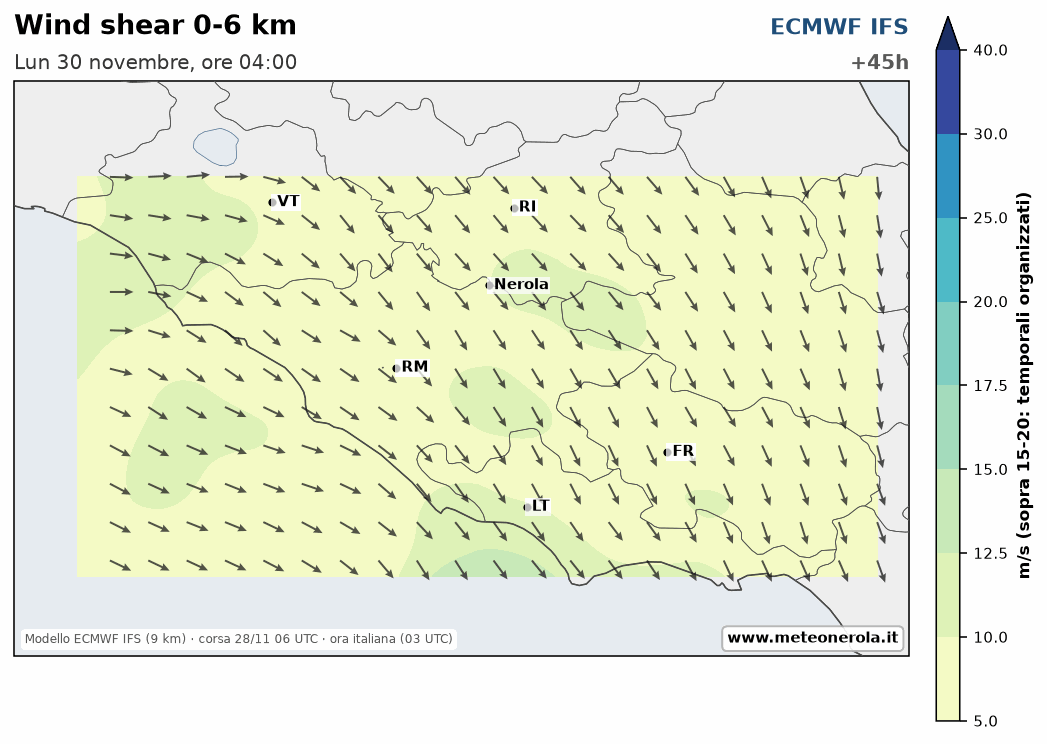 Wind shear 0-6 km
ECMWF IFS
Lun 30 novembre, ore 04:00
+45h
40.0
30.0
25.0
20.0
17.5
15.0
12.5
10.0
5.0
m/s (sopra 15-20: temporali organizzati)
VT
RI
Nerola
RM
FR
LT
Modello ECMWF IFS (9 km) · corsa 28/11 06 UTC · ora italiana (03 UTC)
www.meteonerola.it